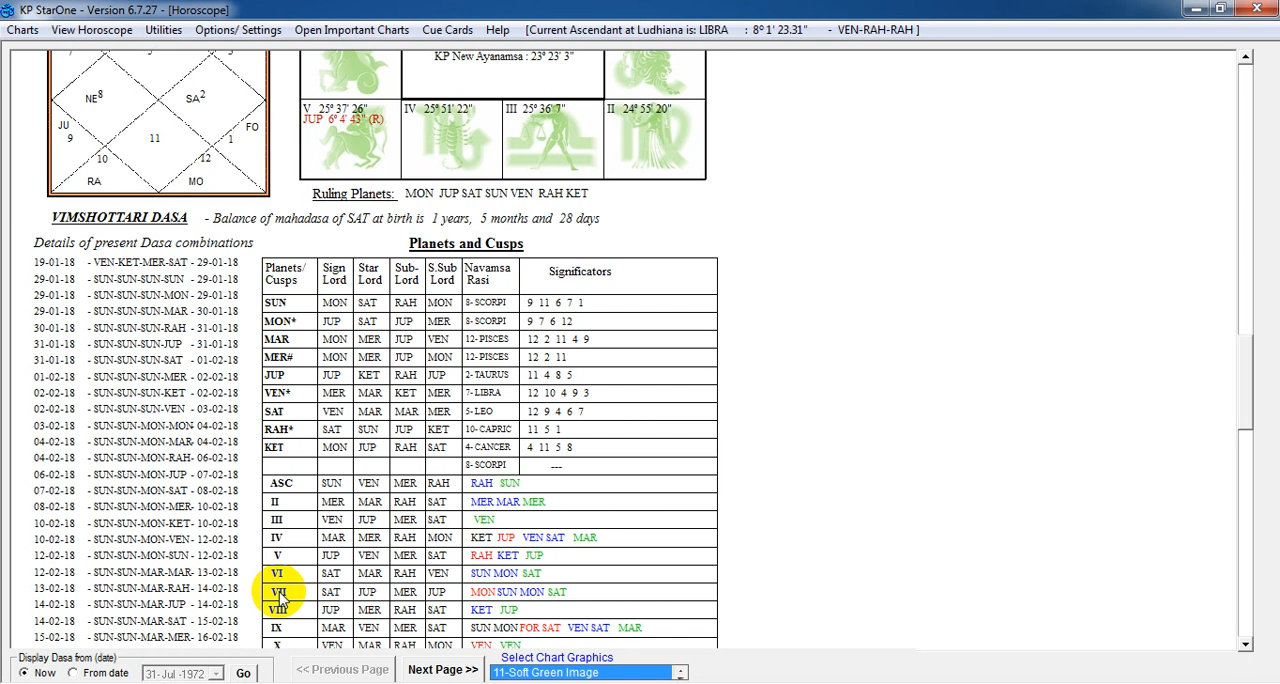 KP StarOne - Version 6.7.27 - [Horoscope]
Charts View Horoscope Utilities Options/ Settings Open Important Charts Cue Cards Help [Current Ascendant at Ludhiana is: LIBRA : 8º 1' 23.31" - VEN-RAH-RAH ]
KP New Ayanamsa : 23º 23' 3"
NE 8 SA 2
JU 9 11 FO 1
10 12
RA MO
V 25º 37' 26" IV 25º 51' 22" III 25º 36' 7" II 24º 55' 20"
JUP 6º 4' 43" (R)
Ruling Planets: MON JUP SAT SUN VEN RAH KET
VIMSHOTTARI DASA - Balance of mahadasa of SAT at birth is 1 years, 5 months and 28 days
Details of present Dasa combinations
19-01-18 - VEN-KET-MER-SAT - 29-01-18
29-01-18 - SUN-SUN-SUN-SUN - 29-01-18
29-01-18 - SUN-SUN-SUN-MON - 29-01-18
29-01-18 - SUN-SUN-SUN-MAR - 30-01-18
30-01-18 - SUN-SUN-SUN-RAH - 31-01-18
31-01-18 - SUN-SUN-SUN-JUP - 31-01-18
31-01-18 - SUN-SUN-SUN-SAT - 01-02-18
01-02-18 - SUN-SUN-SUN-MER - 02-02-18
02-02-18 - SUN-SUN-SUN-KET - 02-02-18
02-02-18 - SUN-SUN-SUN-VEN - 03-02-18
03-02-18 - SUN-SUN-MON-MON- 04-02-18
04-02-18 - SUN-SUN-MON-MAR- 04-02-18
04-02-18 - SUN-SUN-MON-RAH- 06-02-18
06-02-18 - SUN-SUN-MON-JUP - 07-02-18
07-02-18 - SUN-SUN-MON-SAT - 08-02-18
08-02-18 - SUN-SUN-MON-MER- 10-02-18
10-02-18 - SUN-SUN-MON-KET- 10-02-18
10-02-18 - SUN-SUN-MON-VEN- 12-02-18
12-02-18 - SUN-SUN-MON-SUN- 12-02-18
12-02-18 - SUN-SUN-MAR-MAR- 13-02-18
13-02-18 - SUN-SUN-MAR-RAH- 14-02-18
14-02-18 - SUN-SUN-MAR-JUP - 14-02-18
14-02-18 - SUN-SUN-MAR-SAT - 15-02-18
15-02-18 - SUN-SUN-MAR-MER- 16-02-18
Planets and Cusps
Planets/ Cusps Sign Lord Star Lord Sub- Lord S.Sub Lord Navamsa Rasi Significators
SUN MON SAT RAH MON 8- SCORPI 9 11 6 7 1
MON* JUP SAT JUP MER 8- SCORPI 9 7 6 12
MAR MON MER JUP VEN 12- PISCES 12 2 11 4 9
MER# MON MER JUP MON 12- PISCES 12 2 11
JUP JUP KET RAH JUP 2- TAURUS 11 4 8 5
VEN* MER MAR KET MER 7- LIBRA 12 10 4 9 3
SAT VEN MAR MAR MER 5- LEO 12 9 4 6 7
RAH* SAT SUN JUP KET 10- CAPRIC 11 5 1
KET MON JUP RAH SAT 4- CANCER 4 11 5 8
8- SCORPI ---
ASC SUN VEN MER RAH RAH SUN
II MER MAR RAH SAT MER MAR MER
III VEN JUP MER SAT VEN
IV MAR MER RAH MON KET JUP VEN SAT MAR
V JUP VEN MER SAT RAH KET JUP
VI SAT MAR RAH VEN SUN MON SAT
VII SAT JUP MER JUP MON SUN MON SAT
VIII JUP MER RAH SAT KET JUP
IX MAR VEN MER SAT SUN MON FOR SAT VEN SAT MAR
X VEN MAR RAH MON VEN VEN
Display Dasa from (date)
Now From date 31- Jul -1972 Go << Previous Page Next Page >>
Select Chart Graphics
11-Soft Green Image